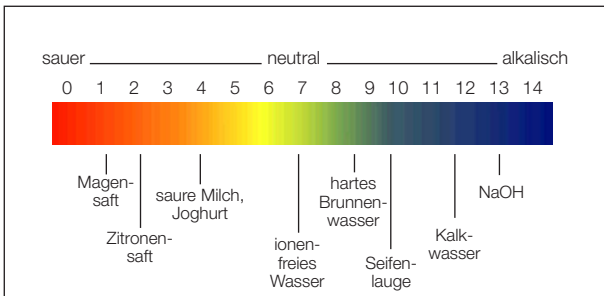 sauer neutral alkalisch
0 1 2 3 4 5 6 7 8 9 10 11 12 13 14
Magen-
saft
Zitronen-
saft
saure Milch,
Joghurt
ionen-
freies
Wasser
hartes
Brunnen-
wasser
Seifen-
lauge
Kalk-
wasser
NaOH